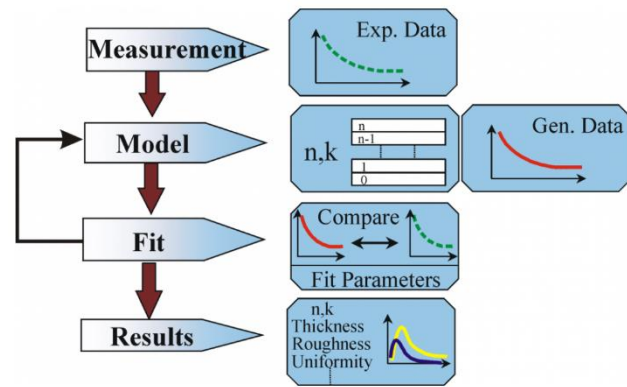 Measurement
Exp. Data
Model
n,k
n
n-1
1
0
Gen. Data
Fit
Compare
Fit Parameters
Results
n,k
Thickness
Roughness
Uniformity